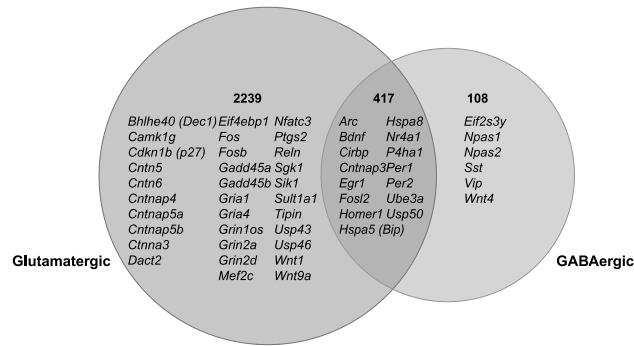 2239 417 108
Bhlhe40 (Dec1) Eif4ebp1 Nfatc3 Arc Hspa8 Eif2s3y
Camk1g Fos Ptgs2 Bdnf Nr4a1 Npas1
Cdkn1b (p27) Fosb Reln Cirbp P4ha1 Npas2
Cntn5 Gadd45a Sgk1 Cntnap3 Per1 Sst
Cntn6 Gadd45b Sik1 Egr1 Per2 Vip
Cntnap4 Gria1 Sult1a1 Fosl2 Ube3a Wnt4
Cntnap5a Gria4 Tipin Homer1 Usp50
Cntnap5b Grin1os Usp43 Hspa5 (Bip)
Ctnna3 Grin2a Usp46
Dact2 Grin2d Wnt1
Mef2c Wnt9a
Glutamatergic GABAergic